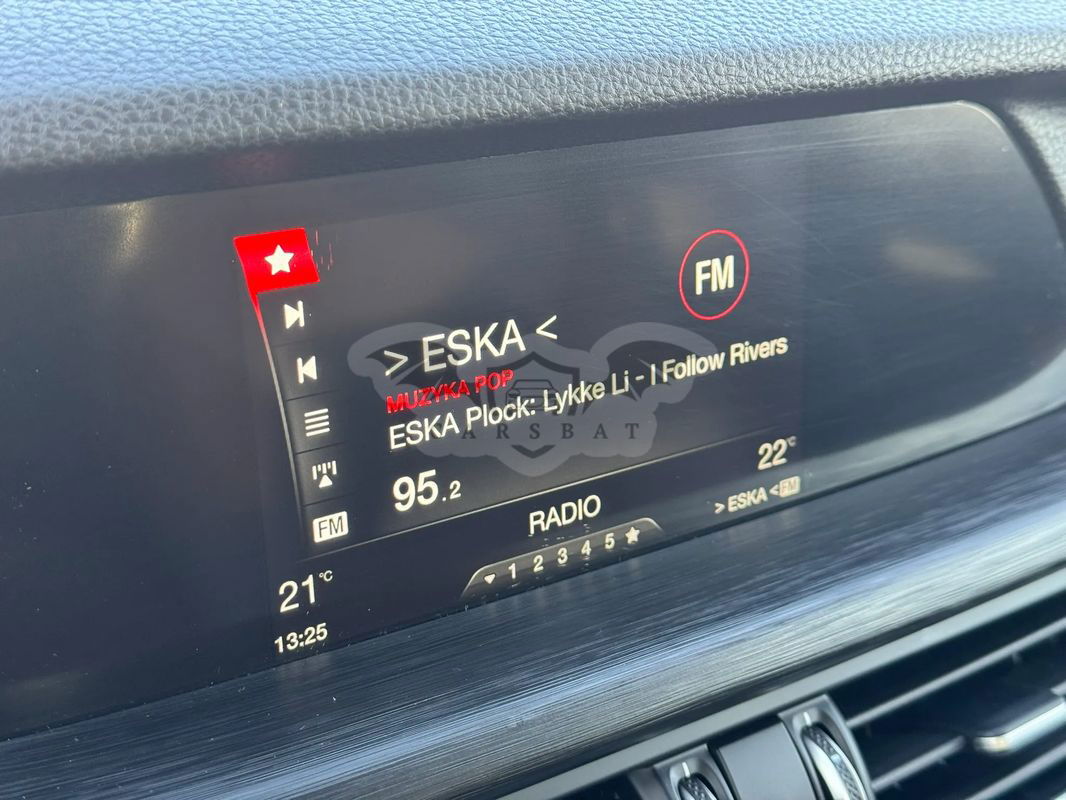 FM
> ESKA <
MUZYKA POP
ESKA Plock: Lykke Li - I Follow Rivers
95.2
FM
RADIO
22°C
> ESKA < FM
1 2 3 4 5
21°C
13:25
ARSBAT